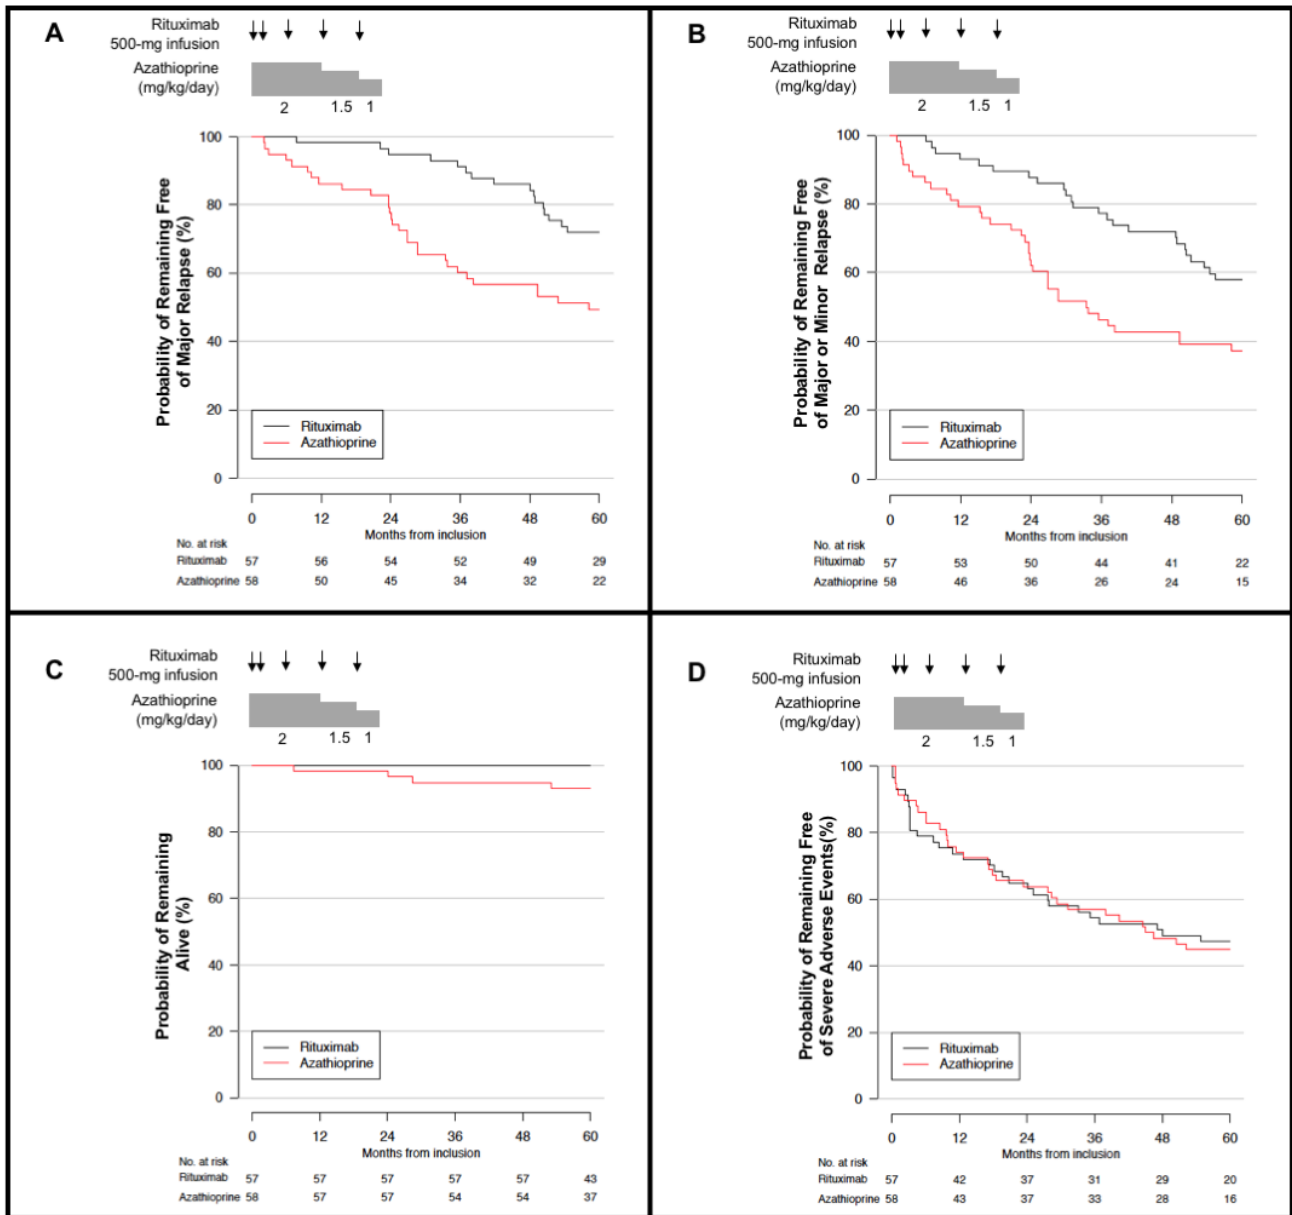 A
Rituximab
500-mg infusion
Azathioprine
(mg/kg/day)
2 1.5 1
Probability of Remaining Free
of Major Relapse (%)
100
80
60
40
20
0
Rituximab
Azathioprine
0 12 24 36 48 60
Months from inclusion
No. at risk
Rituximab 57 56 54 52 49 29
Azathioprine 58 50 45 34 32 22
B
Rituximab
500-mg infusion
Azathioprine
(mg/kg/day)
2 1.5 1
Probability of Remaining Free
of Major or Minor Relapse (%)
100
80
60
40
20
0
Rituximab
Azathioprine
0 12 24 36 48 60
Months from inclusion
No. at risk
Rituximab 57 53 50 44 41 22
Azathioprine 58 46 36 26 24 15
C
Rituximab
500-mg infusion
Azathioprine
(mg/kg/day)
2 1.5 1
Probability of Remaining
Alive (%)
100
80
60
40
20
0
Rituximab
Azathioprine
0 12 24 36 48 60
Months from inclusion
No. at risk
Rituximab 57 57 57 57 57 43
Azathioprine 58 57 57 54 54 37
D
Rituximab
500-mg infusion
Azathioprine
(mg/kg/day)
2 1.5 1
Probability of Remaining Free
of Severe Adverse Events(%)
100
80
60
40
20
0
Rituximab
Azathioprine
0 12 24 36 48 60
Months from inclusion
No. at risk
Rituximab 57 42 37 31 29 20
Azathioprine 58 43 37 33 28 16